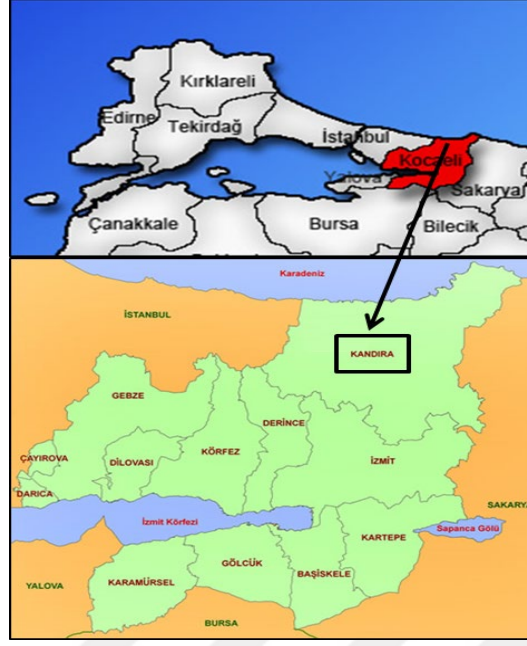 Kırklareli
Edirne
Tekirdağ
İstanbul
Kocaeli
Yalova
Sakarya
Çanakkale
Bursa
Bilecik
Karadeniz
İSTANBUL
KANDIRA
GEBZE
DERİNCE
KÖRFEZ
ÇAYIROVA
DİLOVASI
İZMİT
DARICA
SAKARYA
İzmit Körfezi
Sapanca Gölü
KARTEPE
GÖLCÜK
BAŞİSKELE
YALOVA
KARAMÜRSEL
BURSA